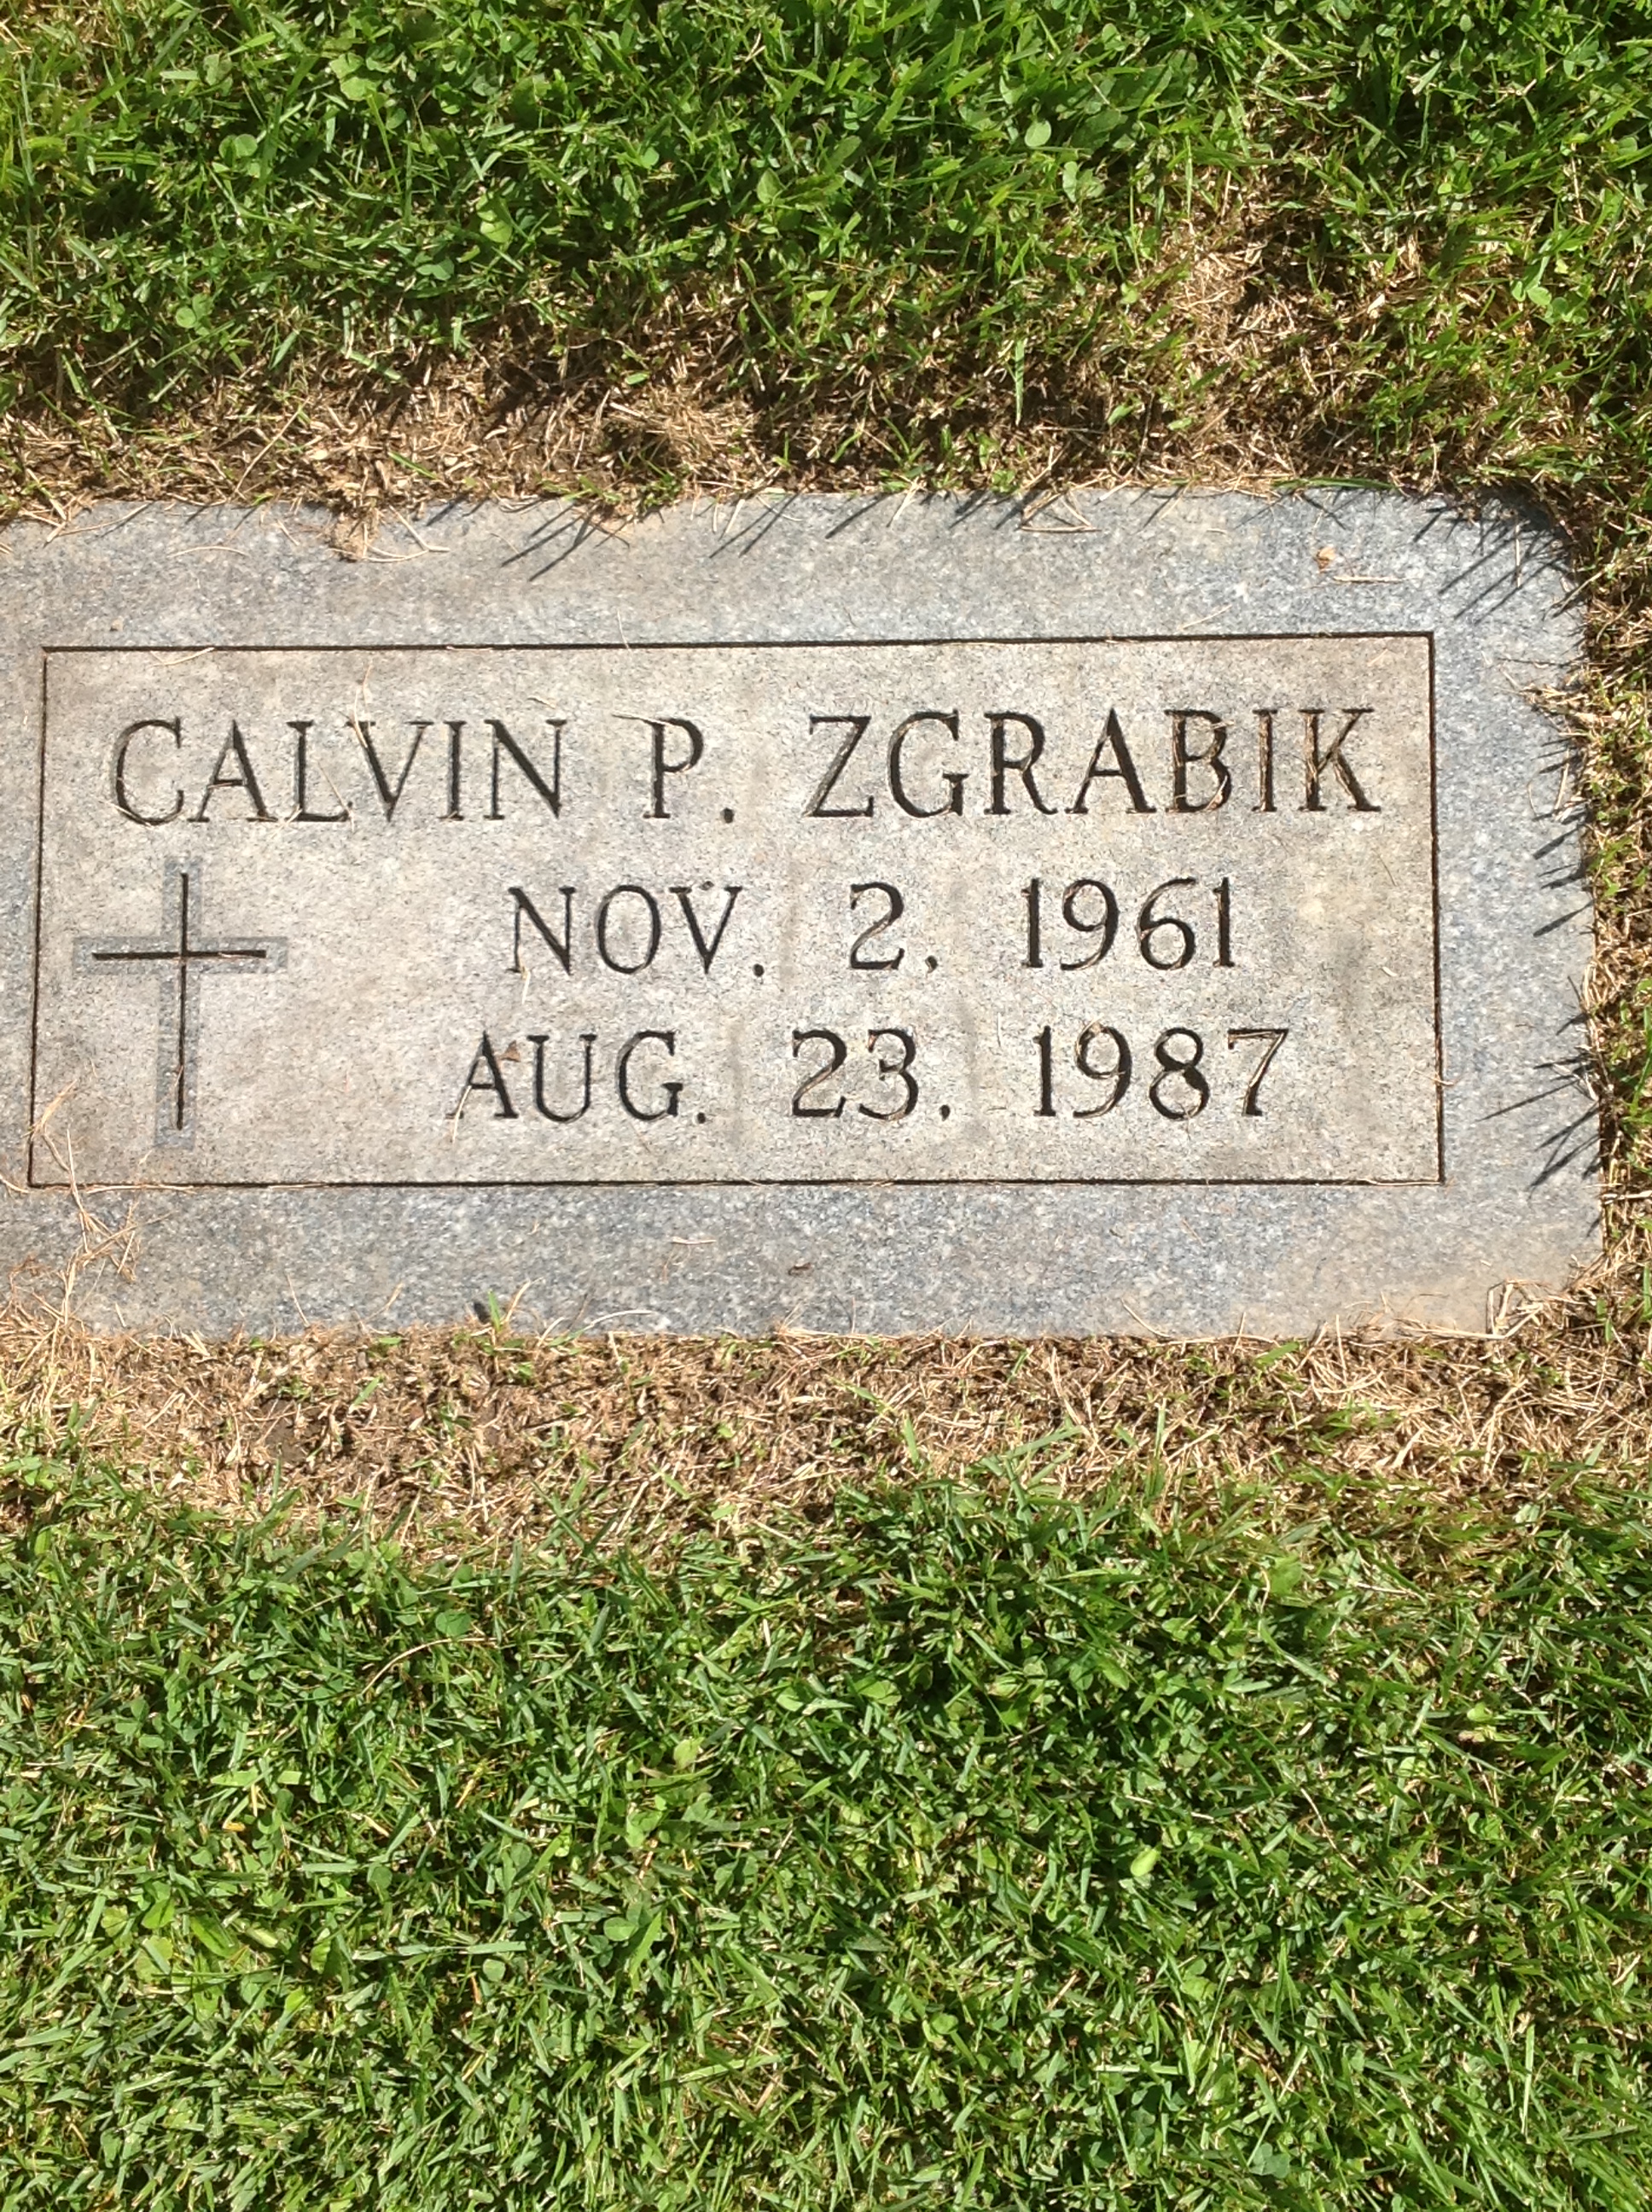 CALVIN P. ZGRABIK
NOV. 2, 1961
AUG. 23, 1987